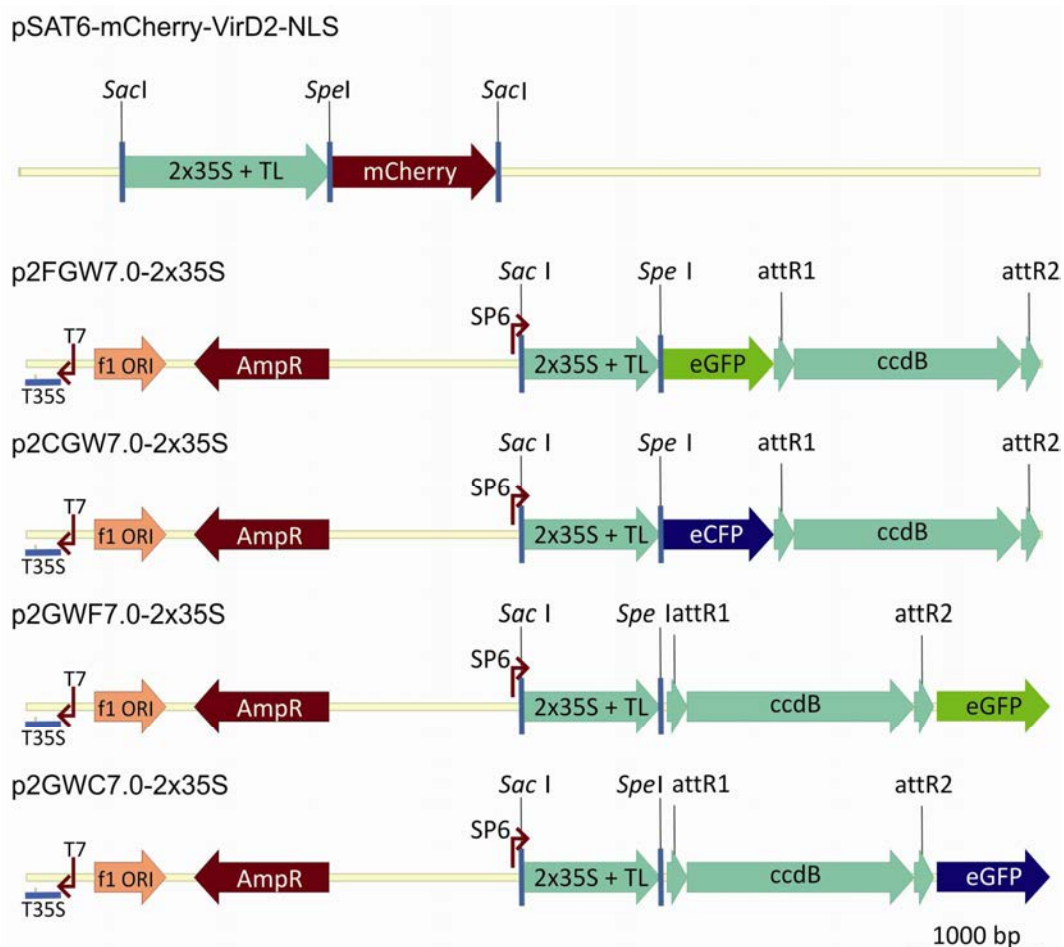 pSAT6-mCherry-VirD2-NLS
SacI SpeI SacI
2x35S + TL mCherry
p2FGW7.0-2x35S
Sac I Spe I attR1 attR2
T7 SP6
f1 ORI AmpR 2x35S + TL eGFP ccdB
T35S
p2CGW7.0-2x35S
Sac I Spe I attR1 attR2
T7 SP6
f1 ORI AmpR 2x35S + TL eCFP ccdB
T35S
p2GWF7.0-2x35S
Sac I Spe I attR1 attR2
T7 SP6
f1 ORI AmpR 2x35S + TL ccdB eGFP
T35S
p2GWC7.0-2x35S
Sac I SpeI attR1 attR2
T7 SP6
f1 ORI AmpR 2x35S + TL ccdB eGFP
T35S
1000 bp